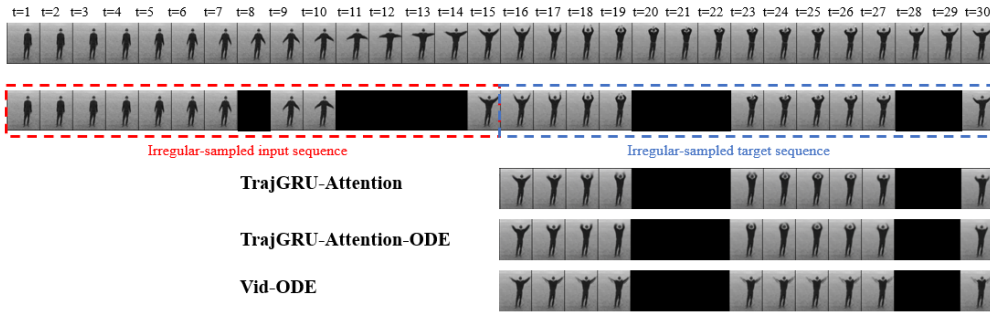 t=1 t=2 t=3 t=4 t=5 t=6 t=7 t=8 t=9 t=10 t=11 t=12 t=13 t=14 t=15 t=16 t=17 t=18 t=19 t=20 t=21 t=22 t=23 t=24 t=25 t=26 t=27 t=28 t=29 t=30
Irregular-sampled input sequence
Irregular-sampled target sequence
TrajGRU-Attention
TrajGRU-Attention-ODE
Vid-ODE